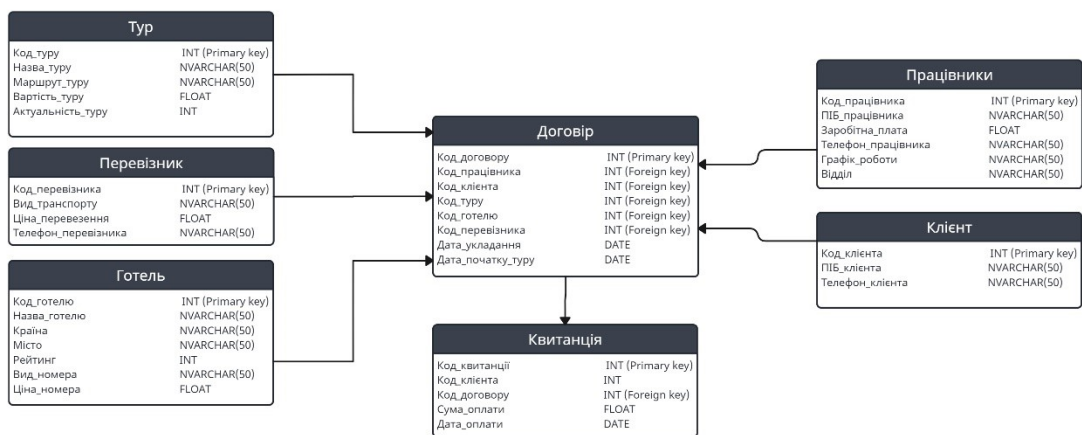 Тур
Код_туру INT (Primary key)
Назва_туру NVARCHAR(50)
Маршрут_туру NVARCHAR(50)
Вартість_туру FLOAT
Актуальність_туру INT
Перевізник
Код_перевізника INT (Primary key)
Вид_транспорту NVARCHAR(50)
Ціна_перевезення FLOAT
Телефон_перевізника NVARCHAR(50)
Готель
Код_готелю INT (Primary key)
Назва_готелю NVARCHAR(50)
Країна NVARCHAR(50)
Місто NVARCHAR(50)
Рейтинг INT
Вид_номера NVARCHAR(50)
Ціна_номера FLOAT
Договір
Код_договору INT (Primary key)
Код_працівника INT (Foreign key)
Код_клієнта INT (Foreign key)
Код_туру INT (Foreign key)
Код_готелю INT (Foreign key)
Код_перевізника INT (Foreign key)
Дата_укладання DATE
Дата_початку_туру DATE
Квитанція
Код_квитанції INT (Primary key)
Код_клієнта INT
Код_договору INT (Foreign key)
Сума_оплати FLOAT
Дата_оплати DATE
Працівники
Код_працівника INT (Primary key)
ПІБ_працівника NVARCHAR(50)
Заробітна_плата FLOAT
Телефон_працівника NVARCHAR(50)
Графік_роботи NVARCHAR(50)
Відділ NVARCHAR(50)
Клієнт
Код_клієнта INT (Primary key)
ПІБ_клієнта NVARCHAR(50)
Телефон_клієнта NVARCHAR(50)